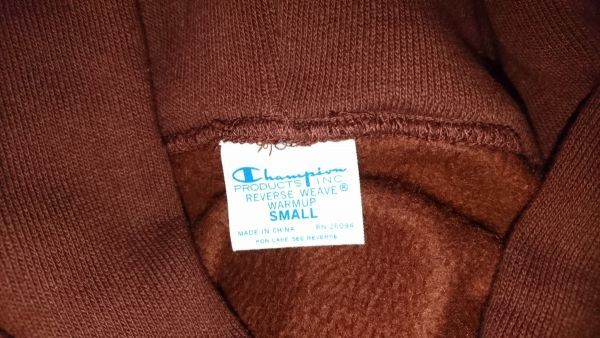 Champion
PRODUCTS INC.
REVERSE WEAVE®
WARMUP
SMALL
MADE IN CHINA RN 26094
FOR CARE SEE REVERSE